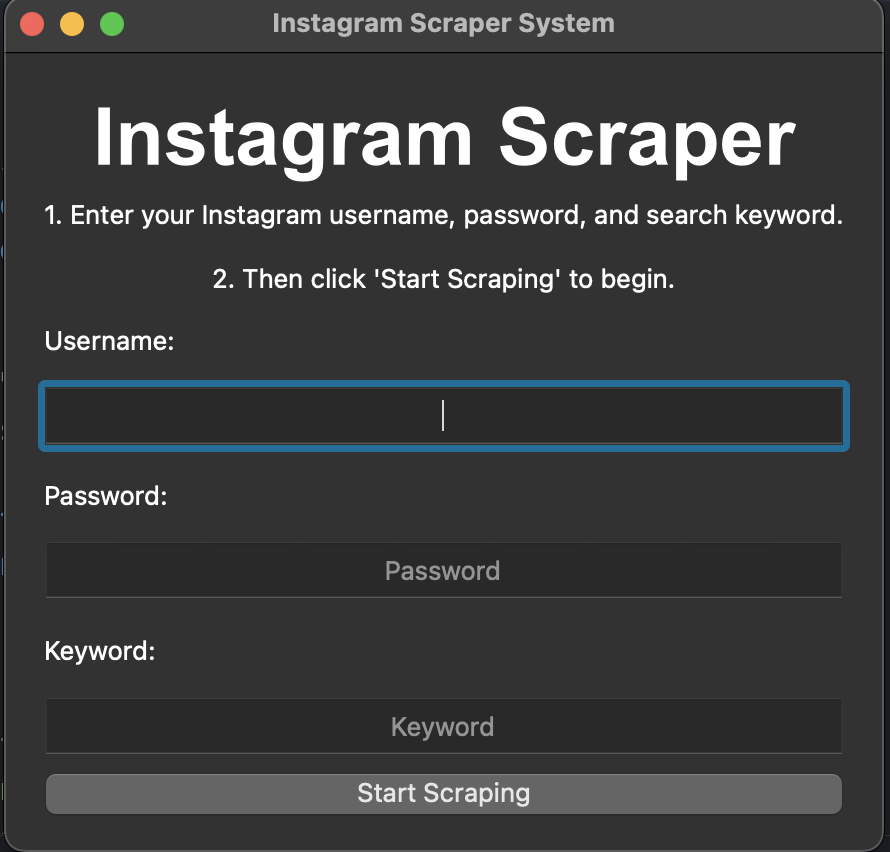 Instagram Scraper System
Instagram Scraper
1. Enter your Instagram username, password, and search keyword.
2. Then click 'Start Scraping' to begin.
Username:
Password:
Password
Keyword:
Keyword
Start Scraping